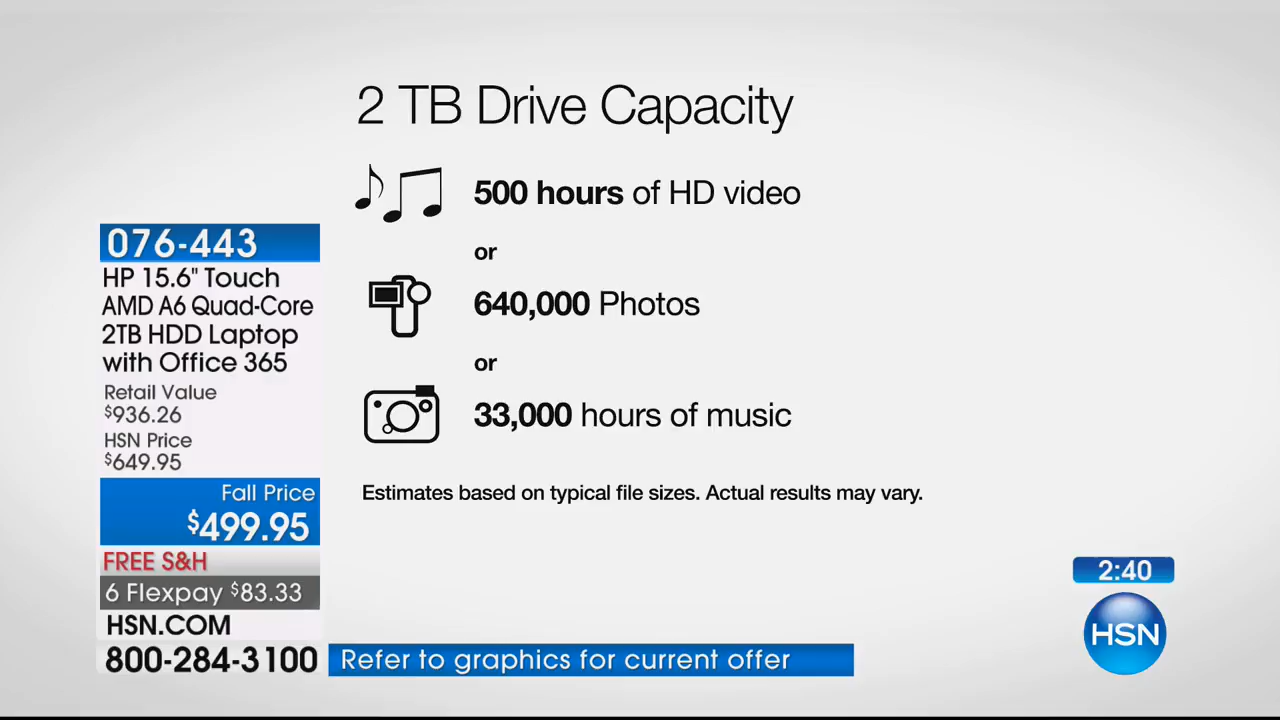 2 TB Drive Capacity
500 hours of HD video
or
640,000 Photos
or
33,000 hours of music
Estimates based on typical file sizes. Actual results may vary.
076-443
HP 15.6" Touch
AMD A6 Quad-Core
2TB HDD Laptop
with Office 365
Retail Value
$936.26
HSN Price
$649.95
Fall Price
$499.95
FREE S&H
6 Flexpay $83.33
HSN.COM
800-284-3100
Refer to graphics for current offer
2:40
HSN